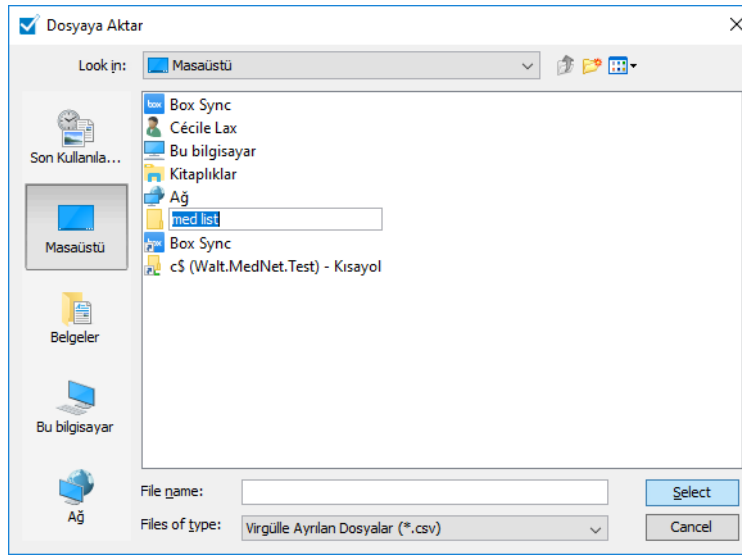 Dosyaya Aktar
Look in:
Masaüstü
box Box Sync
Cécile Lax
Bu bilgisayar
Kitaplıklar
Ağ
med list
box Box Sync
c$ (Walt.MedNet.Test) - Kısayol
Son Kullanıla...
Masaüstü
Belgeler
Bu bilgisayar
Ağ
File name:
Select
Files of type:
Virgülle Ayrılan Dosyalar (*.csv)
Cancel